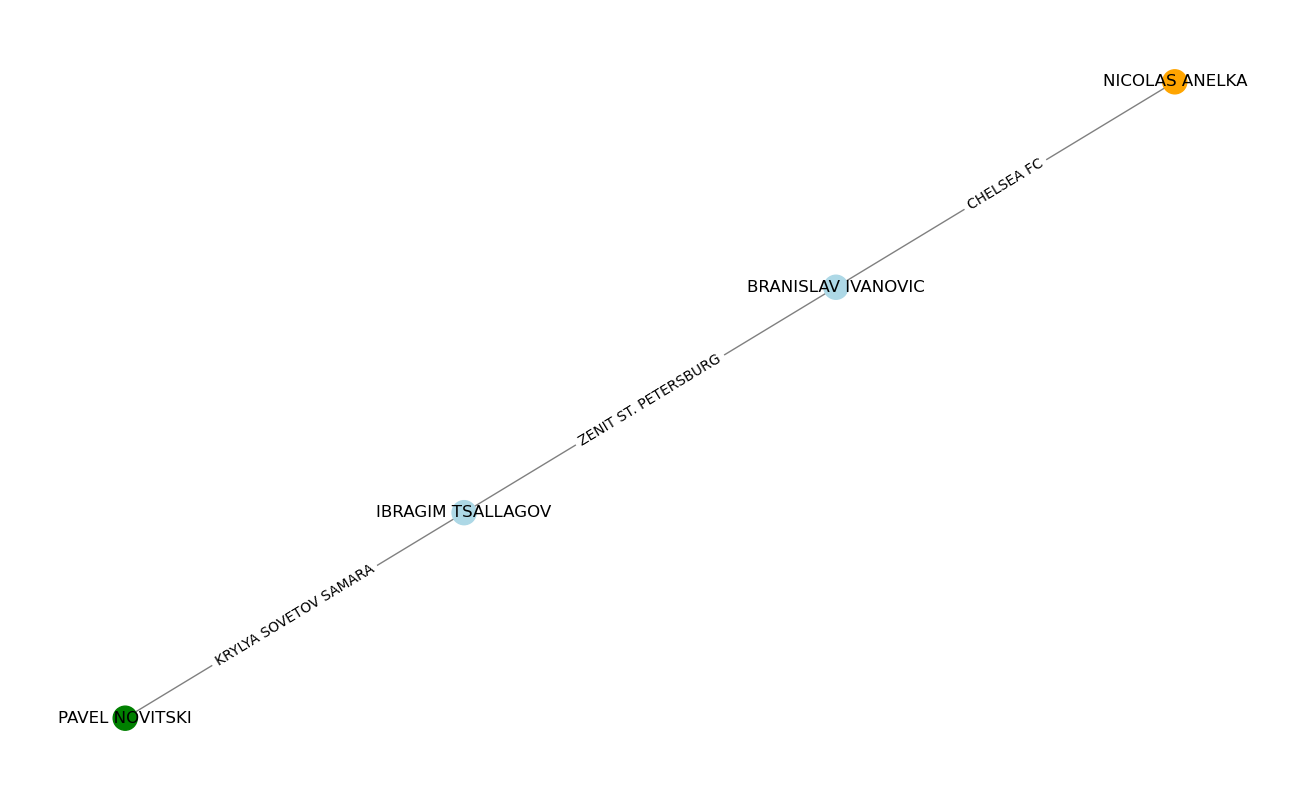 NICOLAS ANELKA
CHELSEA FC
BRANISLAV IVANOVIC
ZENIT ST. PETERSBURG
IBRAGIM TSALLAGOV
KRYLYA SOVETOV SAMARA
PAVEL NOVITSKI